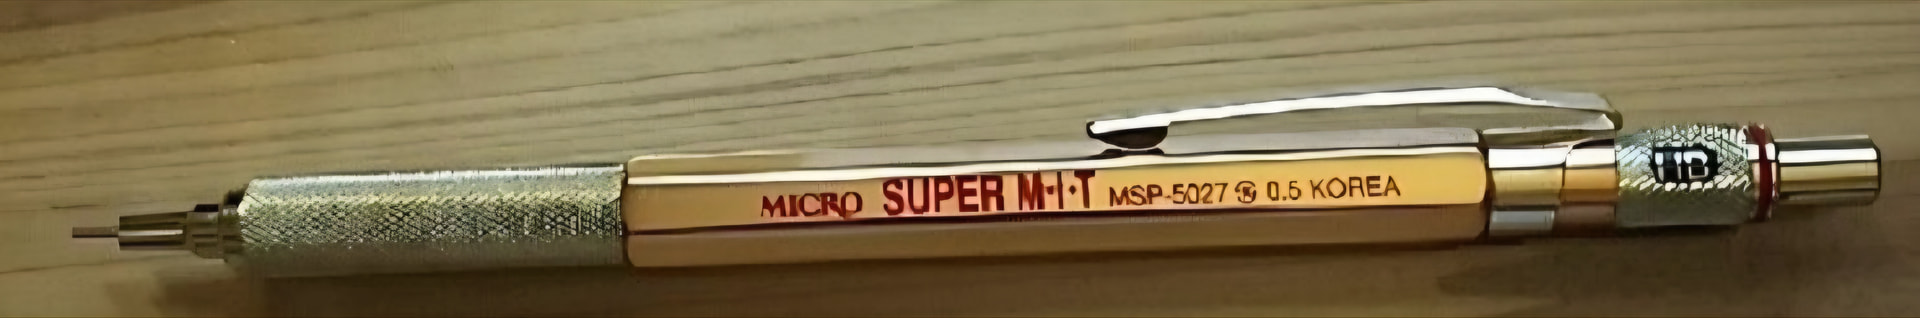 MICRO SUPER M·I·T MSP-5027 ㉿ 0.5 KOREA
HB